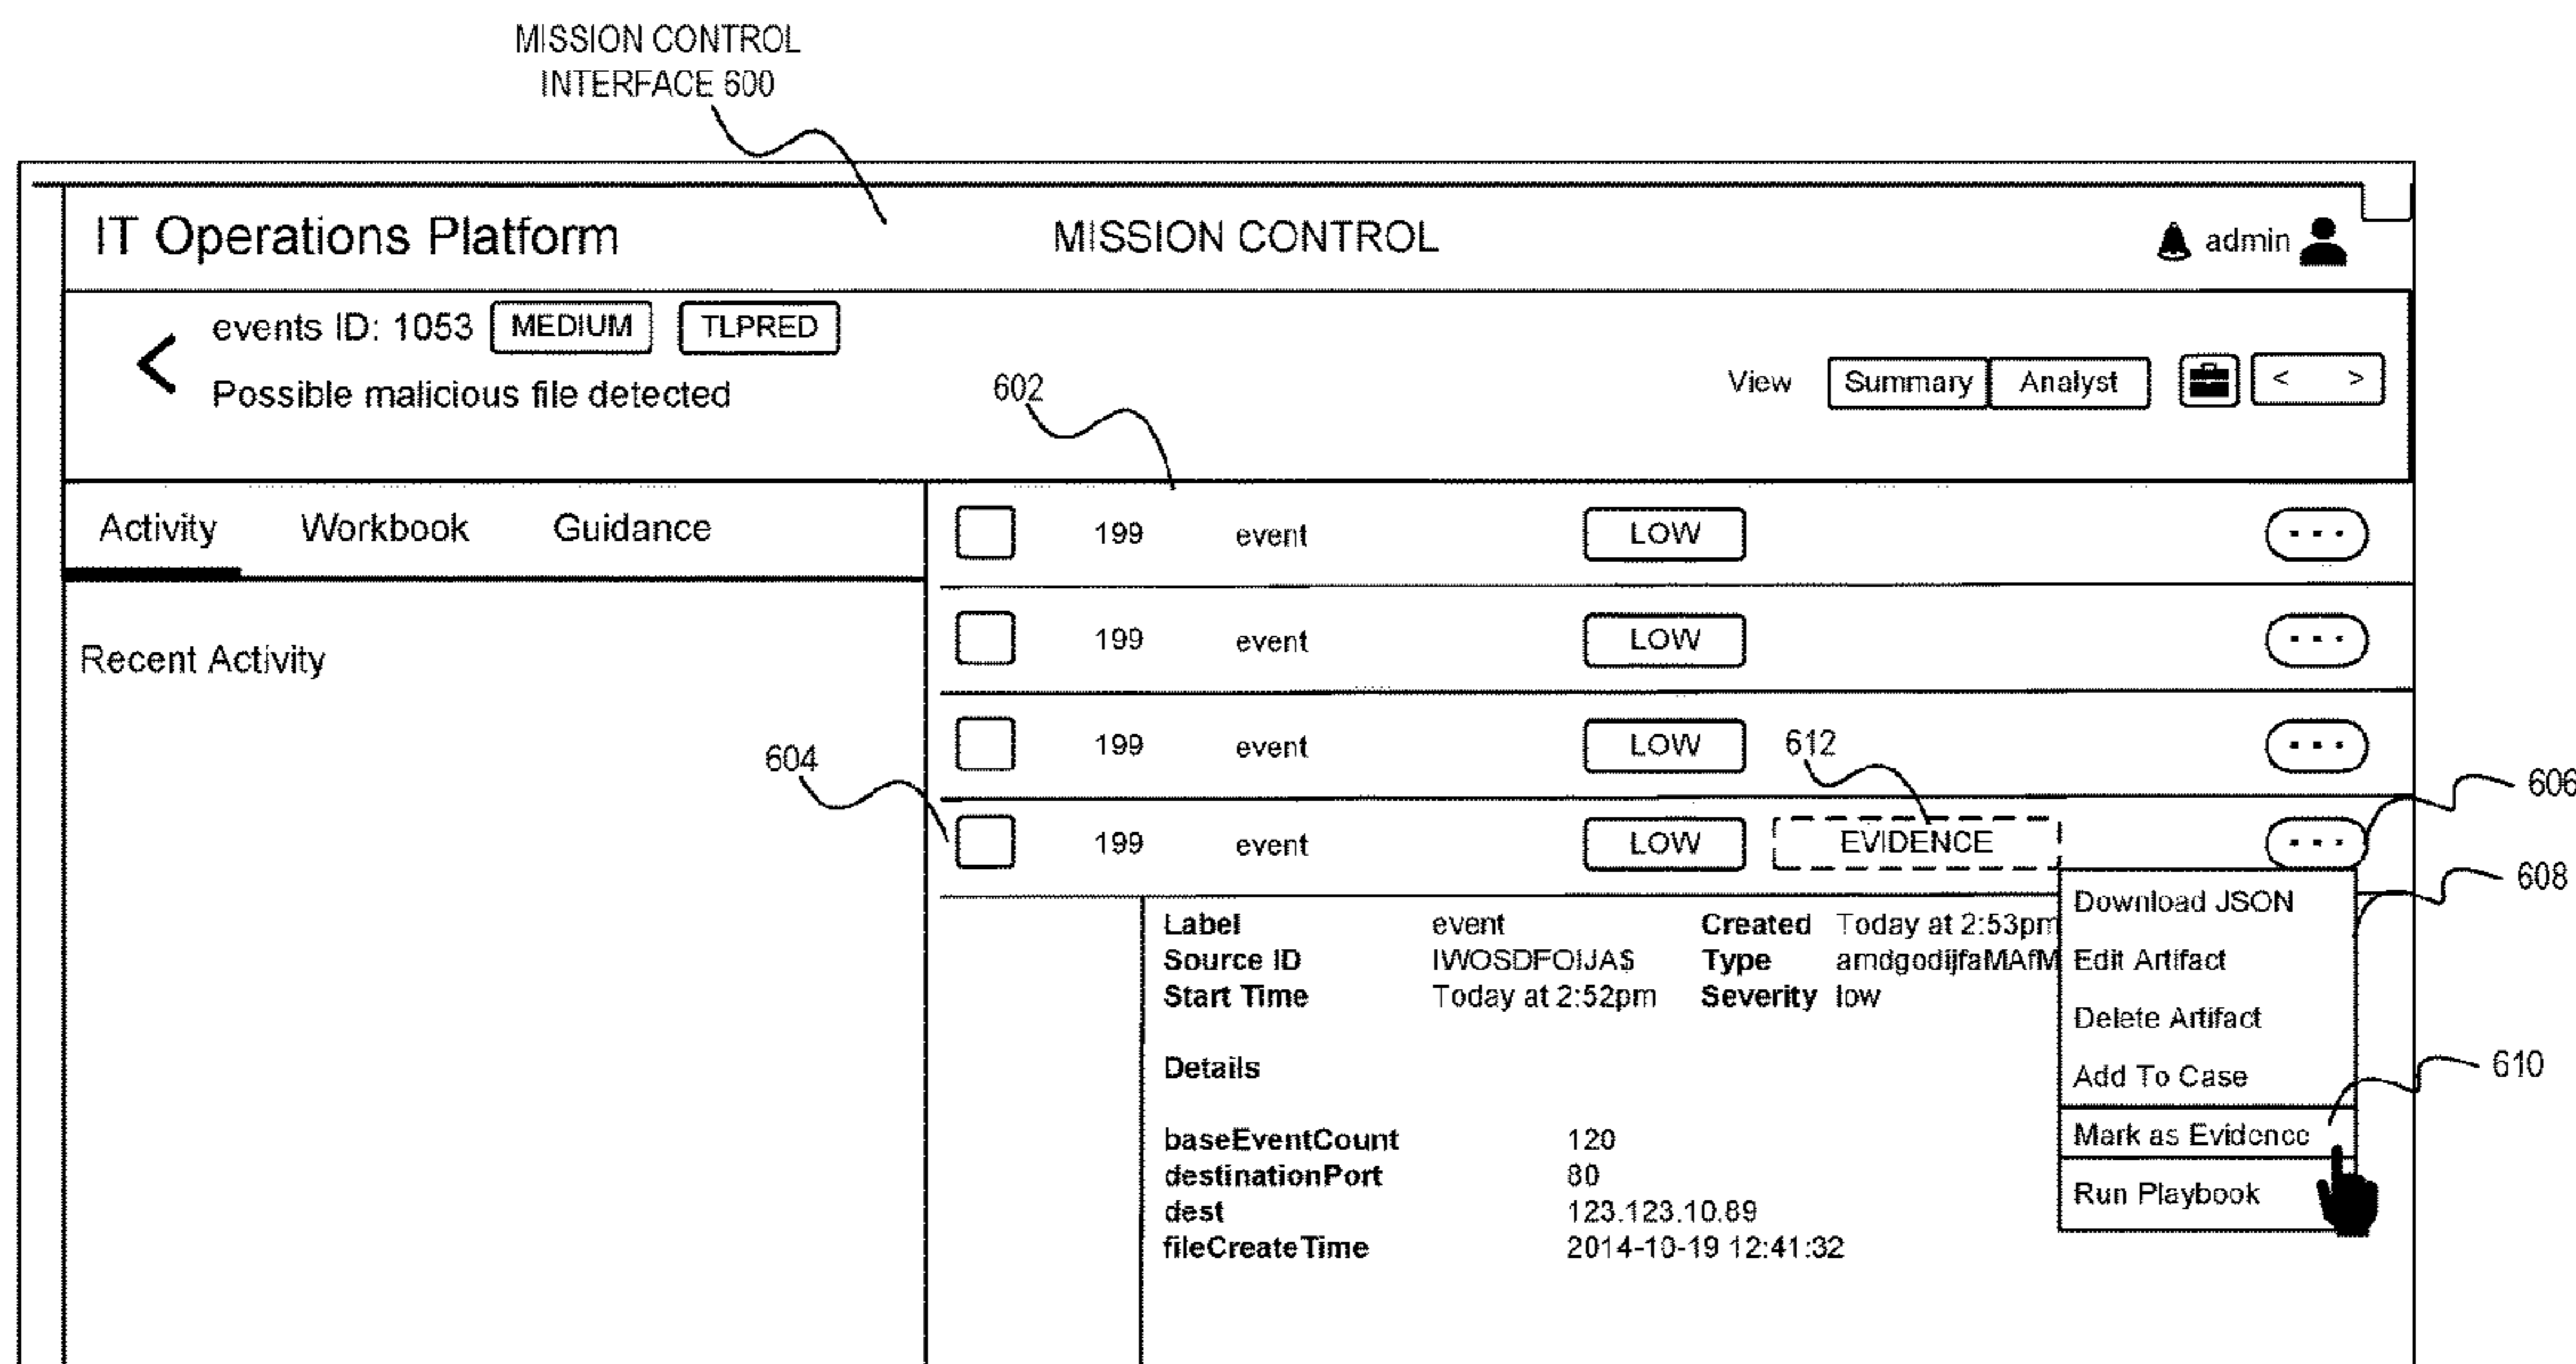 MISSION CONTROL
INTERFACE 600
IT Operations Platform MISSION CONTROL admin
events ID: 1053 MEDIUM TLPRED
Possible malicious file detected
602
View Summary Analyst < >
Activity Workbook Guidance
199 event LOW ...
Recent Activity
199 event LOW ...
604
199 event LOW 612 ...
606
199 event LOW EVIDENCE ...
608
Download JSON
Label event Created Today at 2:53pm
Source ID IWOSDFOIJA$ Type amdgodijfaMAfM Edit Artifact
Start Time Today at 2:52pm Severity low
Delete Artifact
Details
Add To Case
610
baseEventCount 120 Mark as Evidence
destinationPort 80
dest 123.123.10.89 Run Playbook
fileCreateTime 2014-10-19 12:41:32